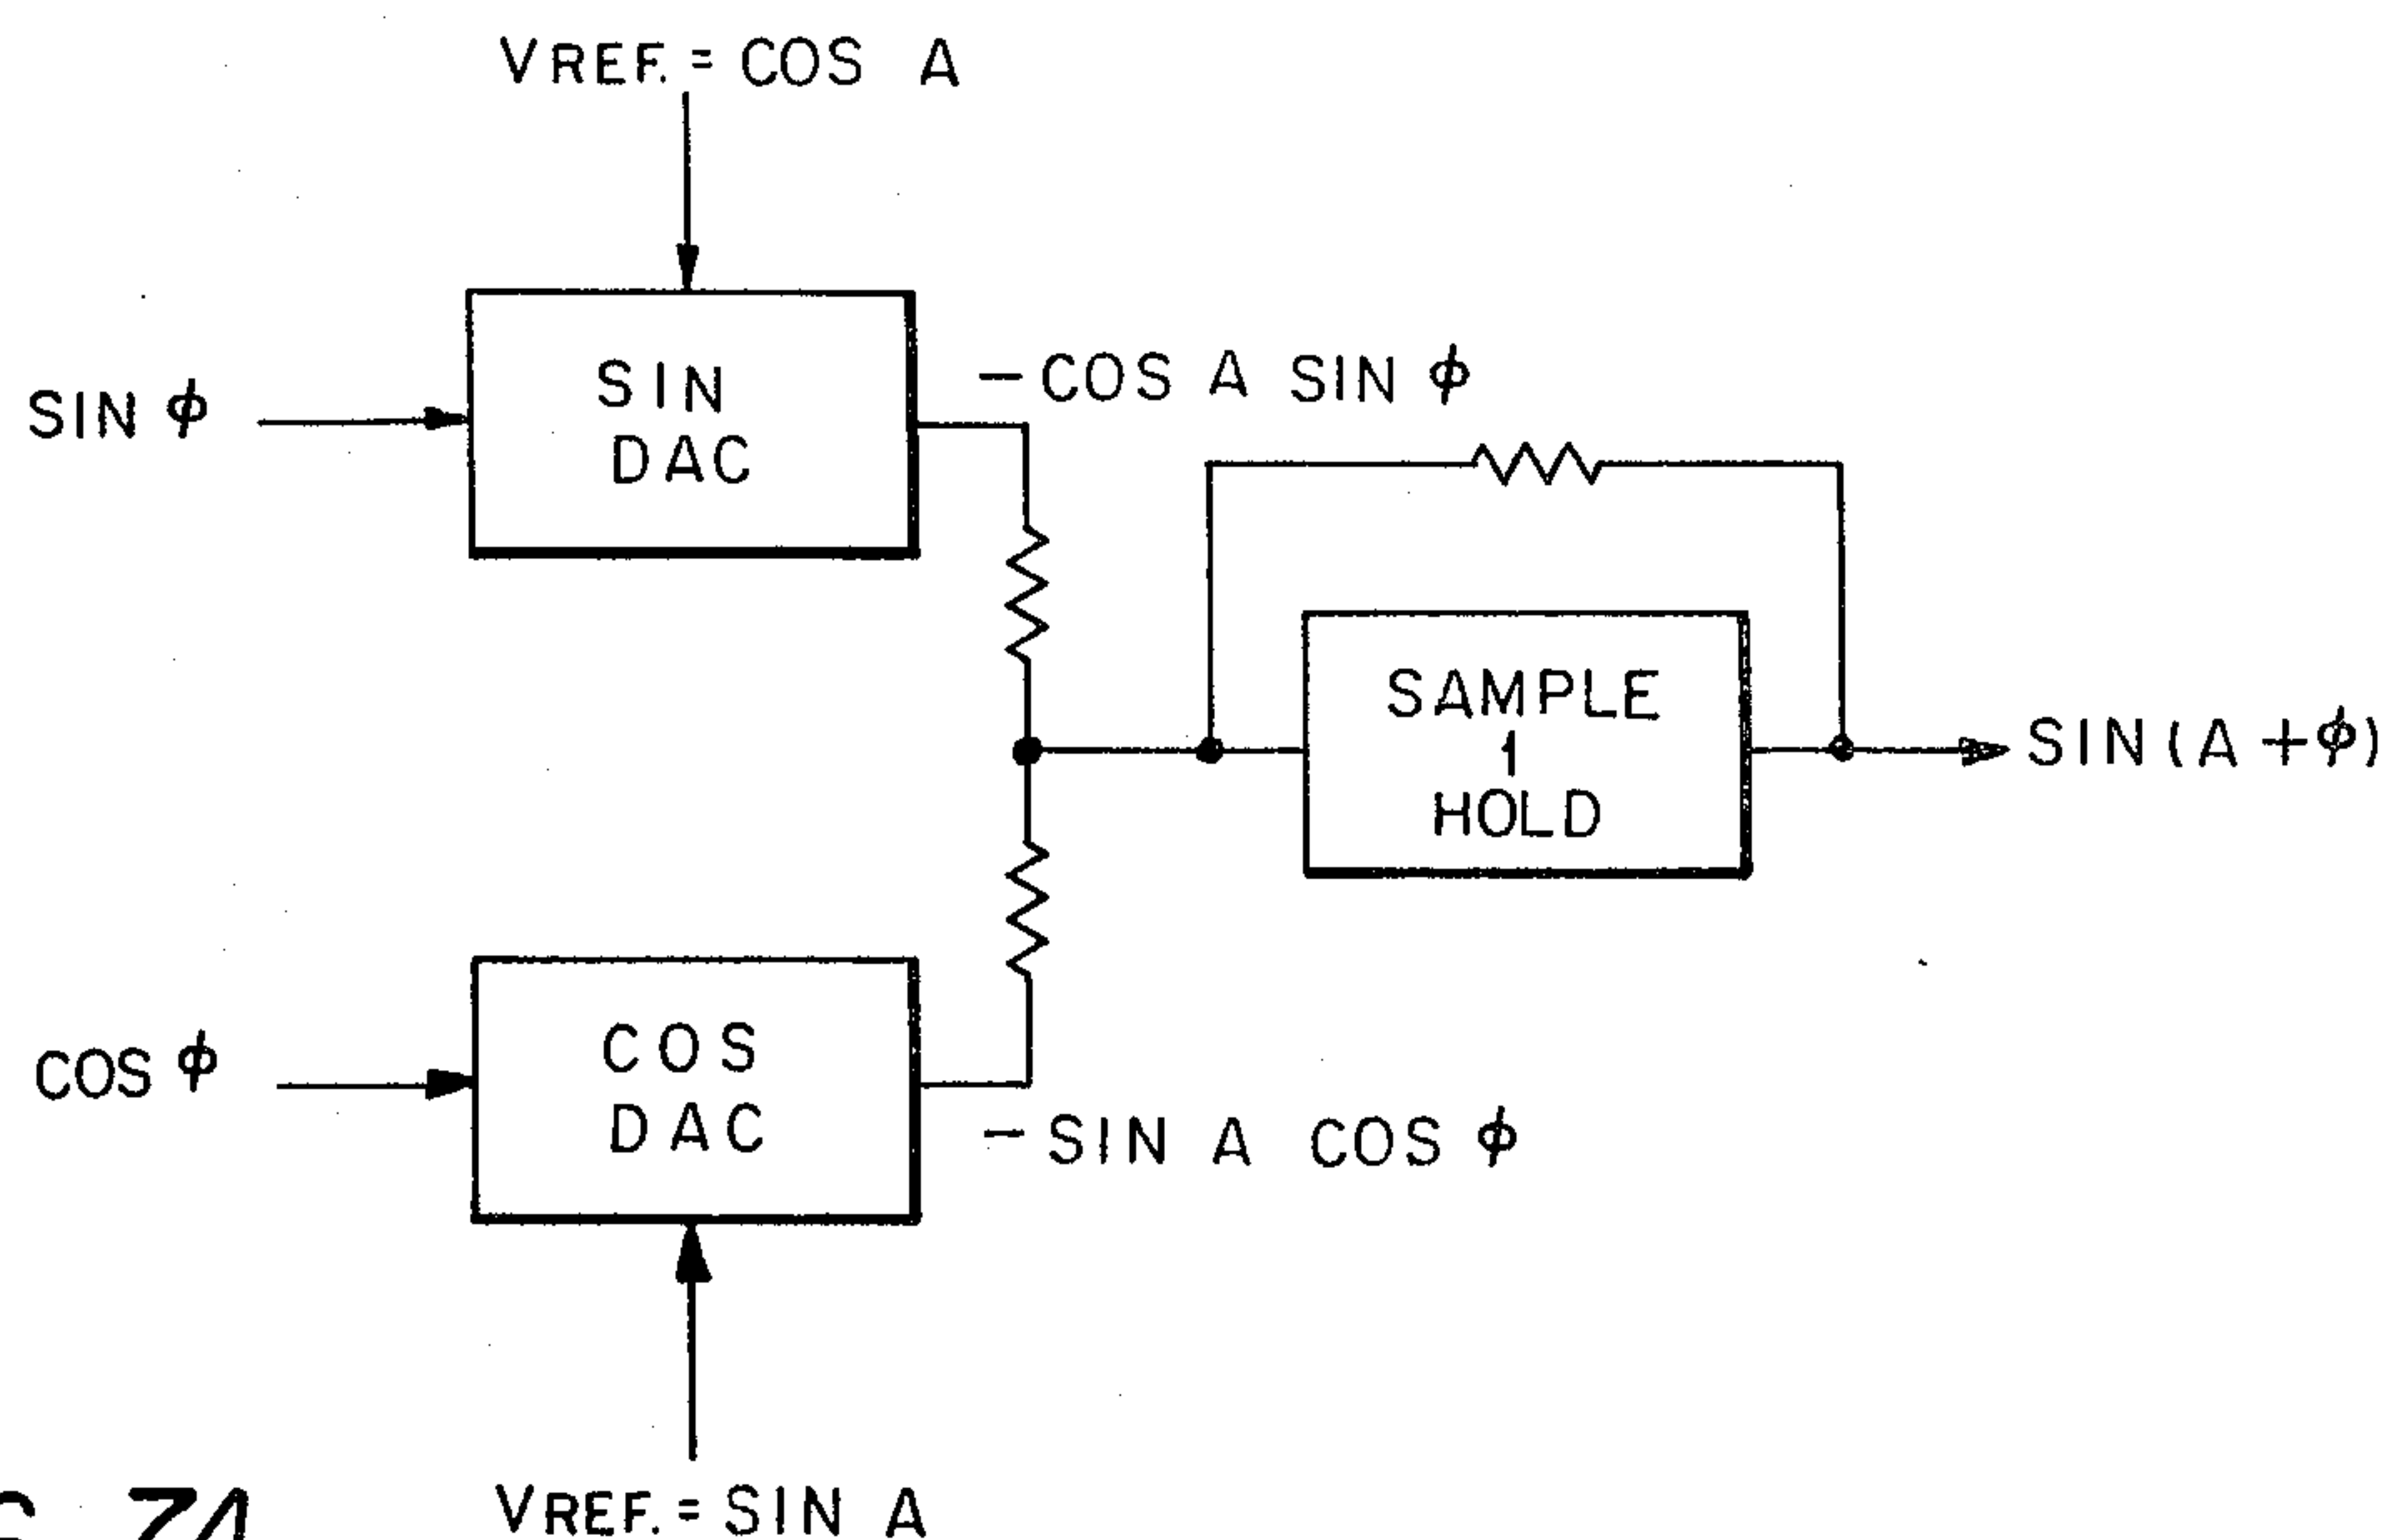 VREF. = COS A
SIN ϕ
SIN
DAC
– COS A SIN ϕ
SAMPLE
1
HOLD
SIN (A + ϕ)
COS ϕ
COS
DAC
– SIN A COS ϕ
VREF. = SIN A